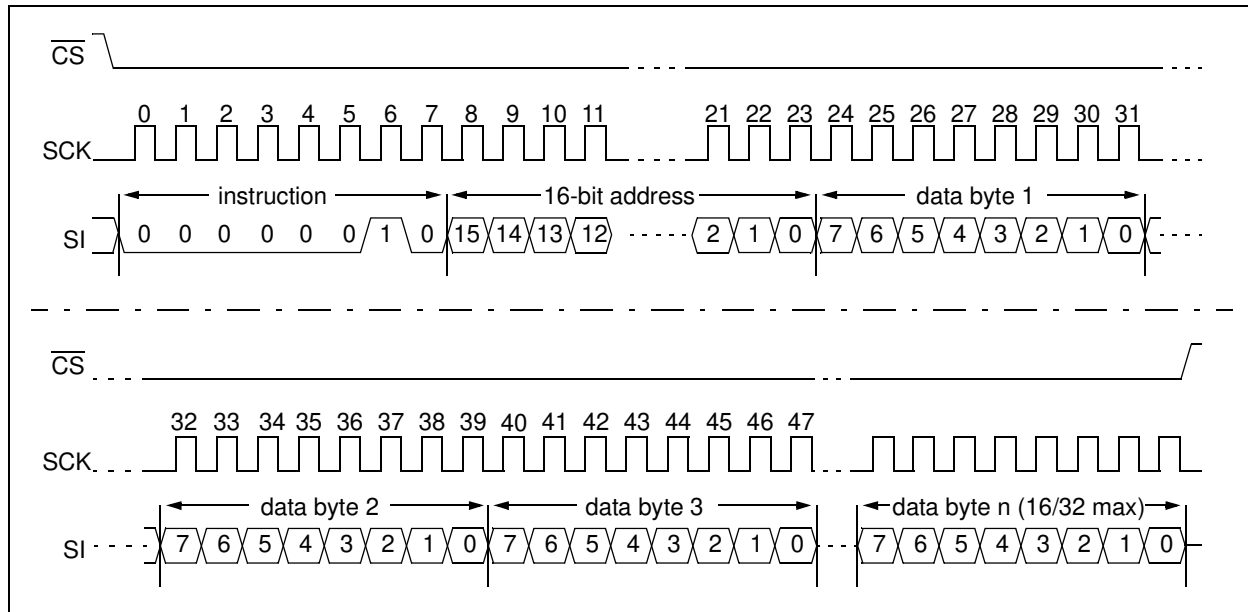 CS
0 1 2 3 4 5 6 7 8 9 10 11 21 22 23 24 25 26 27 28 29 30 31
SCK
instruction 16-bit address data byte 1
SI 0 0 0 0 0 0 1 0 15 14 13 12 2 1 0 7 6 5 4 3 2 1 0
CS
32 33 34 35 36 37 38 39 40 41 42 43 44 45 46 47
SCK
data byte 2 data byte 3 data byte n (16/32 max)
SI 7 6 5 4 3 2 1 0 7 6 5 4 3 2 1 0 7 6 5 4 3 2 1 0